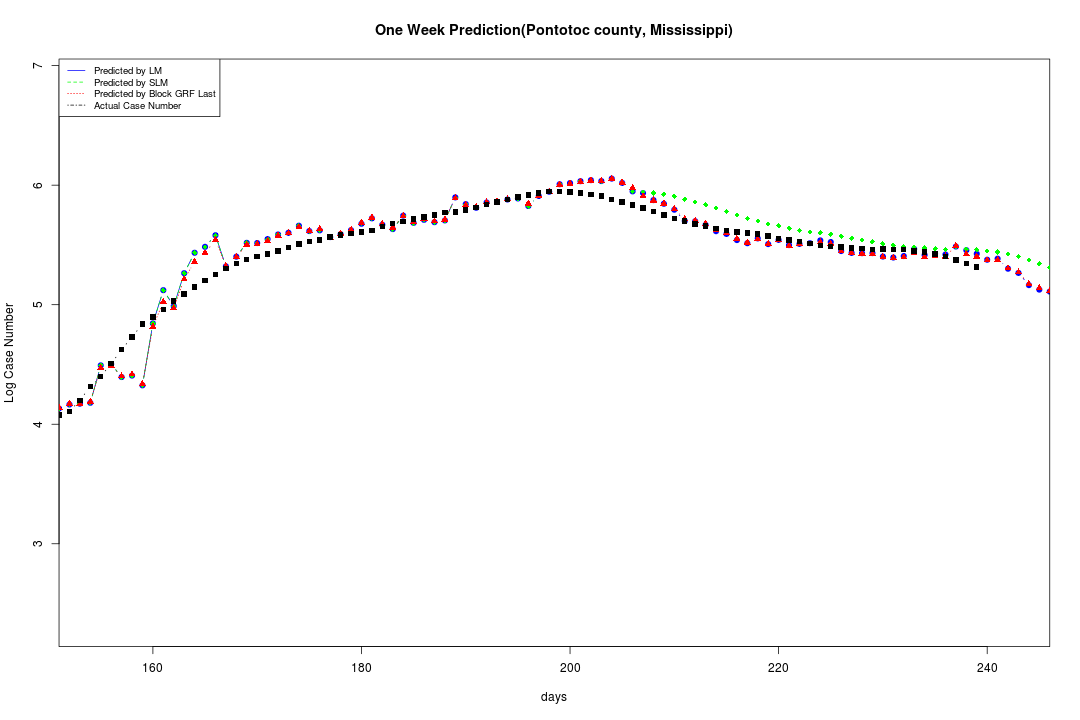 One Week Prediction(Pontotoc county, Mississippi)
Predicted by LM
Predicted by SLM
Predicted by Block GRF Last
Actual Case Number
Log Case Number
7
6
5
4
3
160 180 200 220 240
days